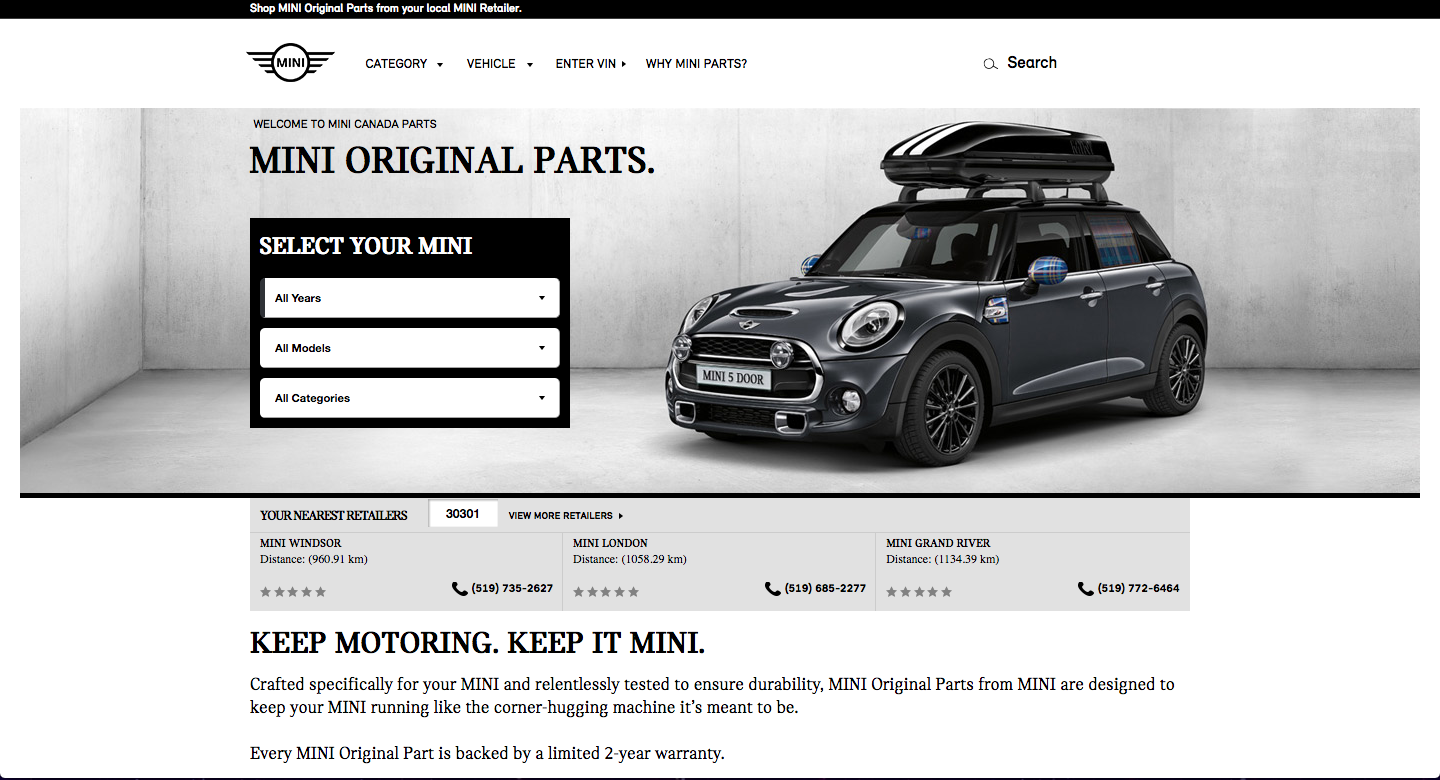 Shop MINI Original Parts from your local MINI Retailer.
MINI
CATEGORY
VEHICLE
ENTER VIN
WHY MINI PARTS?
Search
WELCOME TO MINI CANADA PARTS
MINI ORIGINAL PARTS.
SELECT YOUR MINI
All Years
All Models
All Categories
MINI 5 DOOR
YOUR NEAREST RETAILERS
30301
VIEW MORE RETAILERS
MINI WINDSOR
Distance: (960.91 km)
(519) 735-2627
MINI LONDON
Distance: (1058.29 km)
(519) 685-2277
MINI GRAND RIVER
Distance: (1134.39 km)
(519) 772-6464
KEEP MOTORING. KEEP IT MINI.
Crafted specifically for your MINI and relentlessly tested to ensure durability, MINI Original Parts from MINI are designed to
keep your MINI running like the corner-hugging machine it’s meant to be.
Every MINI Original Part is backed by a limited 2-year warranty.